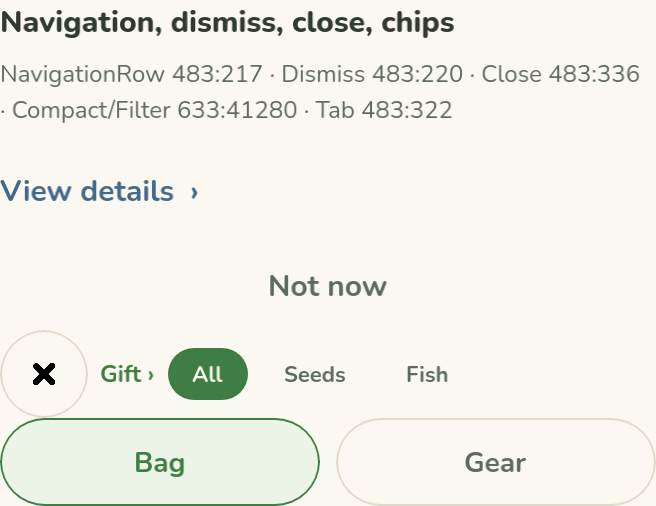 Navigation, dismiss, close, chips
NavigationRow 483:217 · Dismiss 483:220 · Close 483:336
· Compact/Filter 633:41280 · Tab 483:322
View details ›
Not now
Gift › All Seeds Fish
Bag Gear